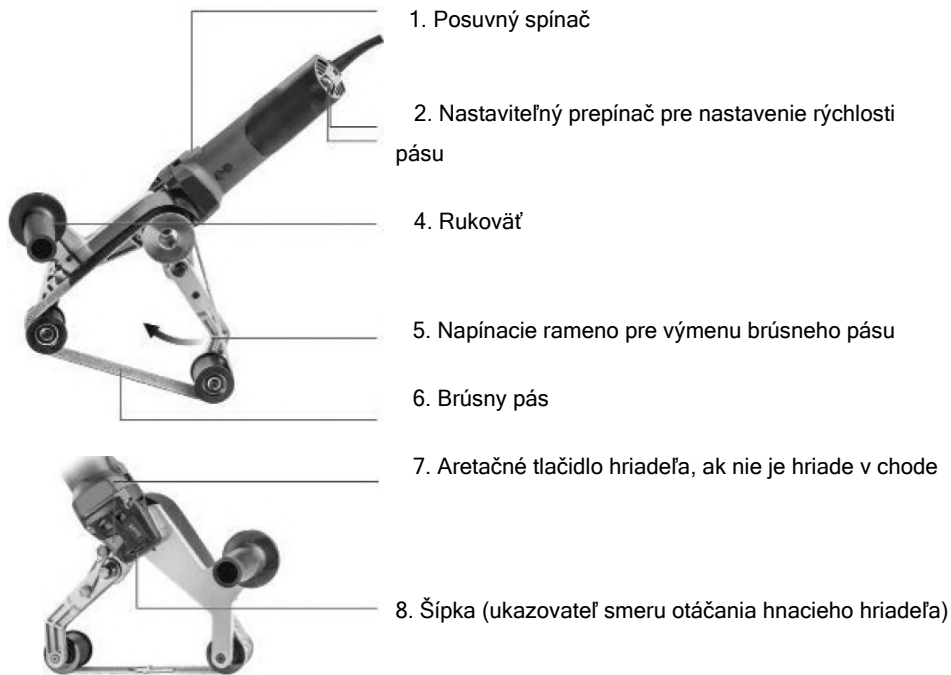 1. Posuvný spínač
2. Nastaviteľný prepínač pre nastavenie rýchlosti
pásu
4. Rukoväť
5. Napínacie rameno pre výmenu brúsneho pásu
6. Brúsny pás
7. Aretačné tlačidlo hriadeľa, ak nie je hriade v chode
8. Šípka (ukazovateľ smeru otáčania hnacieho hriadeľa)